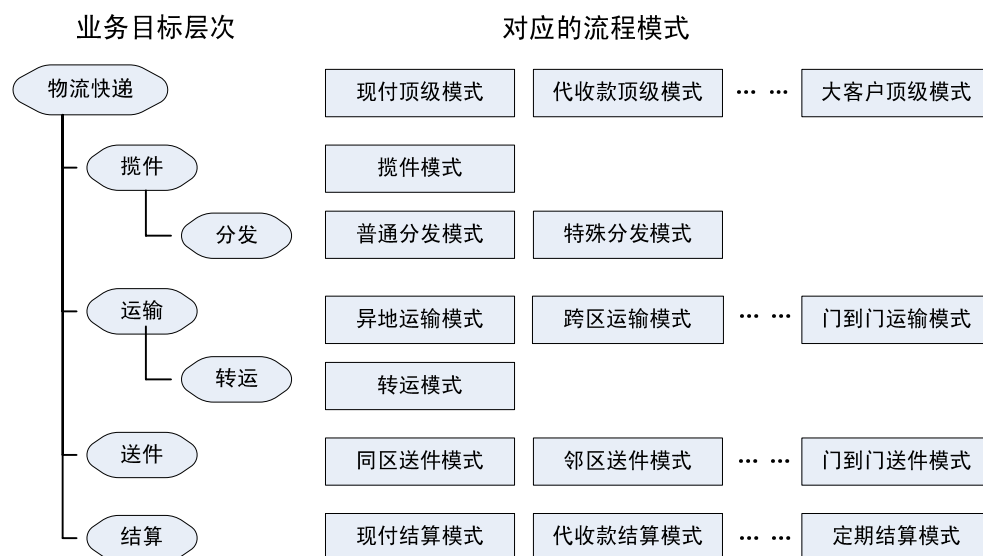 业务目标层次 对应的流程模式
物流快递 现付顶级模式 代收款顶级模式 … … 大客户顶级模式
揽件 揽件模式
分发 普通分发模式 特殊分发模式
运输 异地运输模式 跨区运输模式 … … 门到门运输模式
转运 转运模式
送件 同区送件模式 邻区送件模式 … … 门到门送件模式
结算 现付结算模式 代收款结算模式 … … 定期结算模式